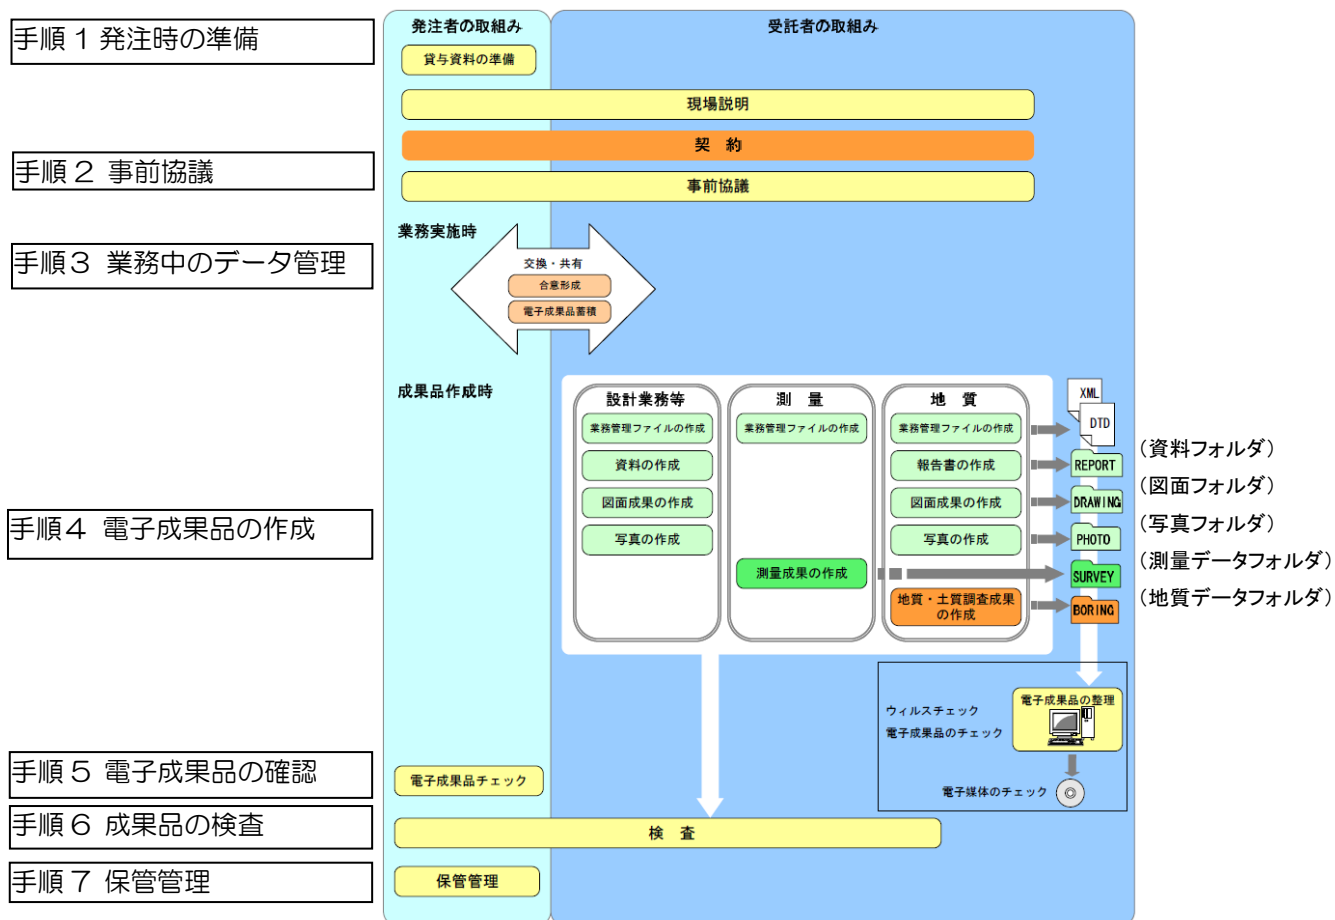 発注者の取組み
受託者の取組み
手順1発注時の準備
貸与資料の準備
現場説明
契 約
手順2 事前協議
事前協議
業務実施時
手順3 業務中のデータ管理
交換・共有
合意形成
電子成果品蓄積
成果品作成時
設計業務等
測 量
地 質
XML
DTD
業務管理ファイルの作成
業務管理ファイルの作成
業務管理ファイルの作成
(資料フォルダ)
資料の作成
報告書の作成
REPORT
(図面フォルダ)
図面成果の作成
図面成果の作成
DRAWING
手順4 電子成果品の作成
(写真フォルダ)
写真の作成
写真の作成
PHOTO
(測量データフォルダ)
測量成果の作成
SURVEY
(地質データフォルダ)
地質・土質調査成果
の作成
BORING
電子成果品の整理
ウィルスチェック
電子成果品のチェック
手順5 電子成果品の確認
電子成果品チェック
電子媒体のチェック
手順6 成果品の検査
検 査
手順7 保管管理
保管管理